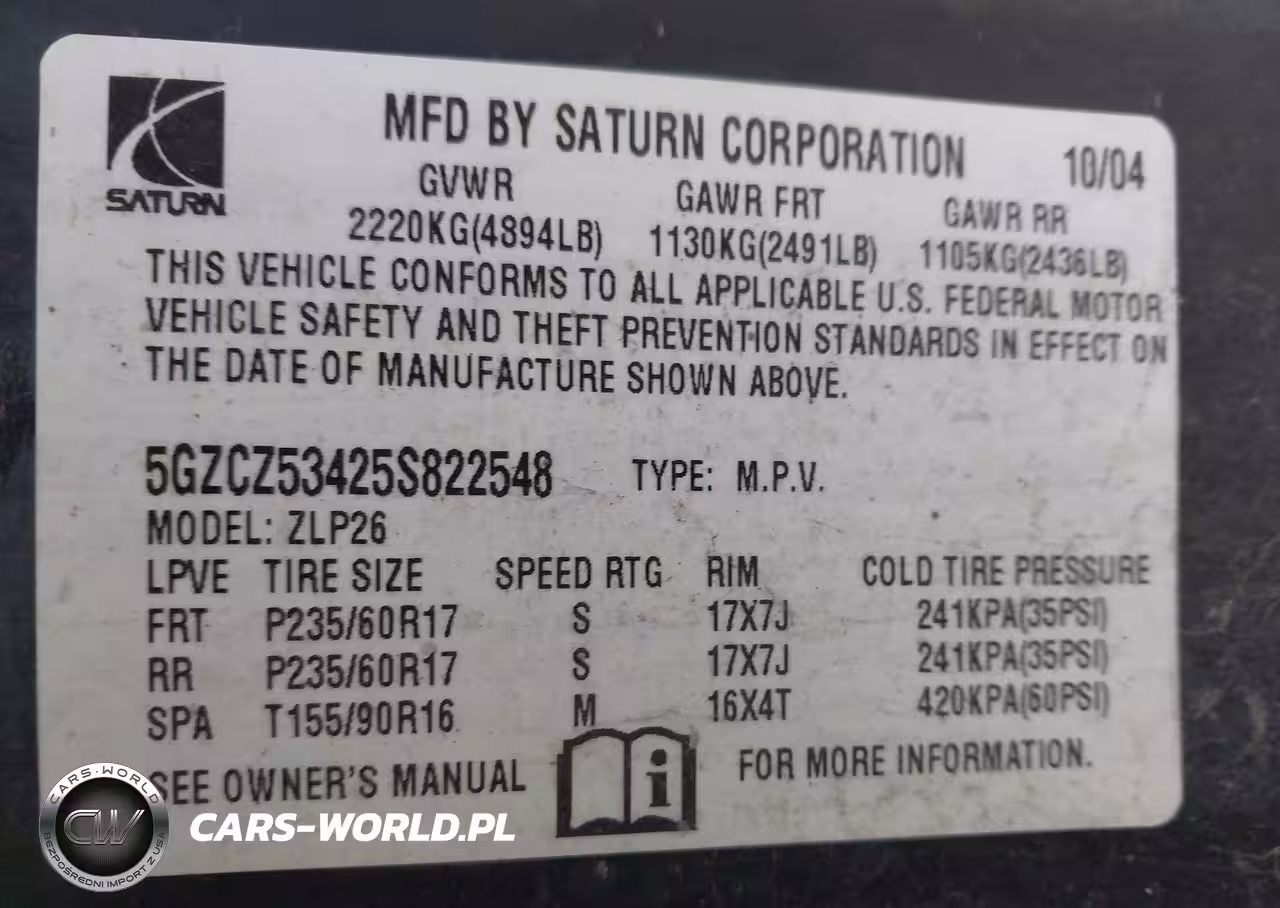 SATURN
MFD BY SATURN CORPORATION 10/04
GVWR GAWR FRT GAWR RR
2220KG(4894LB) 1130KG(2491LB) 1105KG(2436LB)
THIS VEHICLE CONFORMS TO ALL APPLICABLE U.S. FEDERAL MOTOR
VEHICLE SAFETY AND THEFT PREVENTION STANDARDS IN EFFECT ON
THE DATE OF MANUFACTURE SHOWN ABOVE.
5GZCZ53425S822548 TYPE: M.P.V.
MODEL: ZLP26
LPVE TIRE SIZE SPEED RTG RIM COLD TIRE PRESSURE
FRT P235/60R17 S 17X7J 241KPA(35PSI)
RR P235/60R17 S 17X7J 241KPA(35PSI)
SPA T155/90R16 M 16X4T 420KPA(60PSI)
SEE OWNER'S MANUAL i FOR MORE INFORMATION.
CARS-WORLD
CW
BEZPOŚREDNI IMPORT Z USA
CARS-WORLD.PL